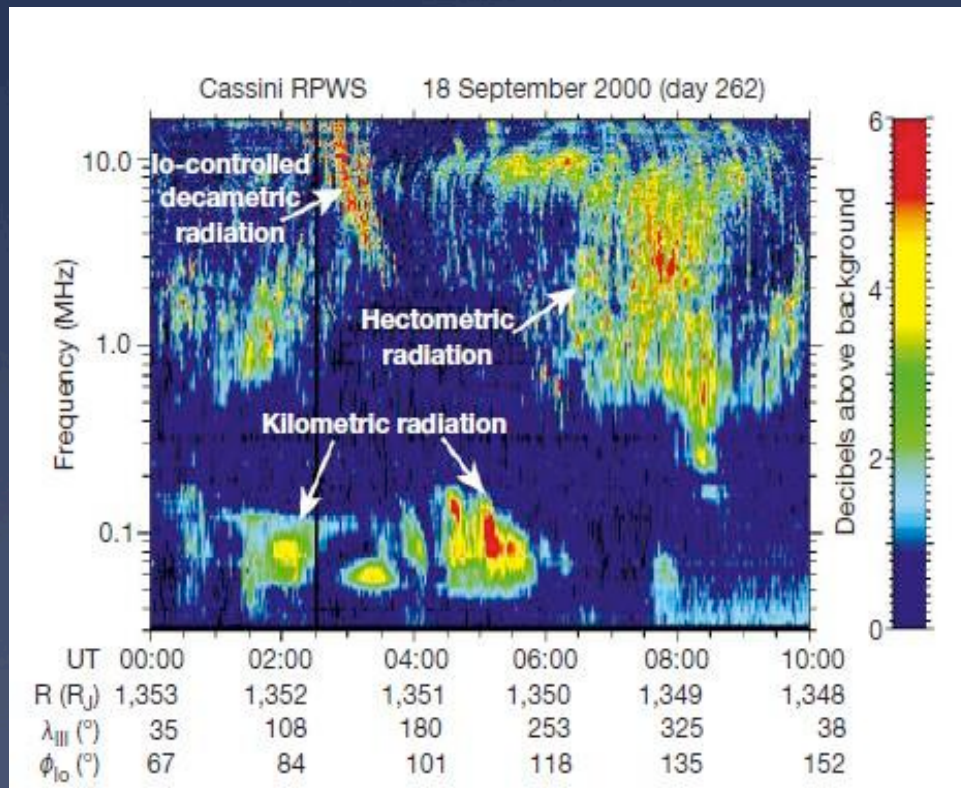 Cassini RPWS 18 September 2000 (day 262)
6
4
2
0
Decibels above background
Frequency (MHz)
10.0
1.0
0.1
Io-controlled
decametric
radiation
Hectometric
radiation
Kilometric radiation
UT 00:00 02:00 04:00 06:00 08:00 10:00
R (R_J) 1,353 1,352 1,351 1,350 1,349 1,348
λ_III (°) 35 108 180 253 325 38
ϕ_Io (°) 67 84 101 118 135 152